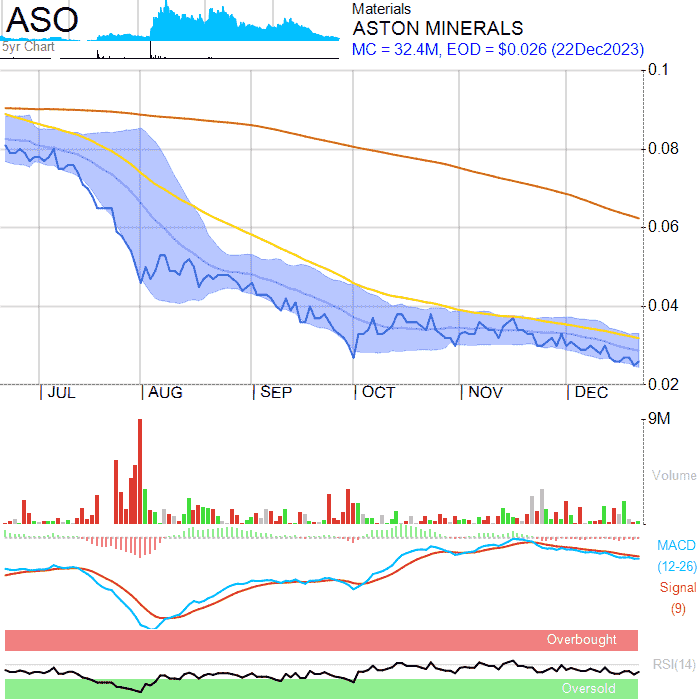 ASO
5yr Chart
Materials
ASTON MINERALS
MC = 32.4M, EOD = $0.026 (22Dec2023)
0.1
0.08
0.06
0.04
0.02
JUL AUG SEP OCT NOV DEC
9M
Volume
MACD
(12-26)
Signal
(9)
Overbought
RSI(14)
Oversold